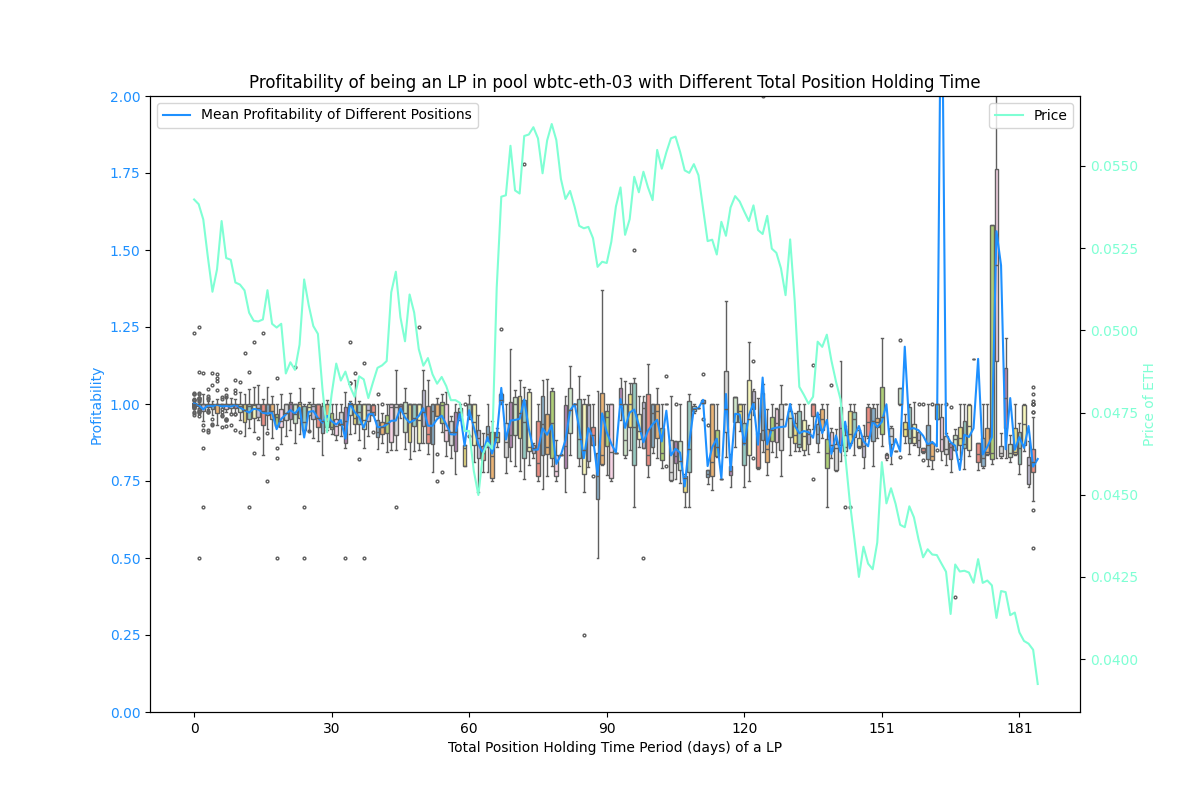 Profitability of being an LP in pool wbtc-eth-03 with Different Total Position Holding Time
Mean Profitability of Different Positions
Price
2.00
1.75
1.50
1.25
1.00
0.75
0.50
0.25
0.00
Profitability
0.0550
0.0525
0.0500
0.0475
0.0450
0.0425
0.0400
Price of ETH
0 30 60 90 120 151 181
Total Position Holding Time Period (days) of a LP